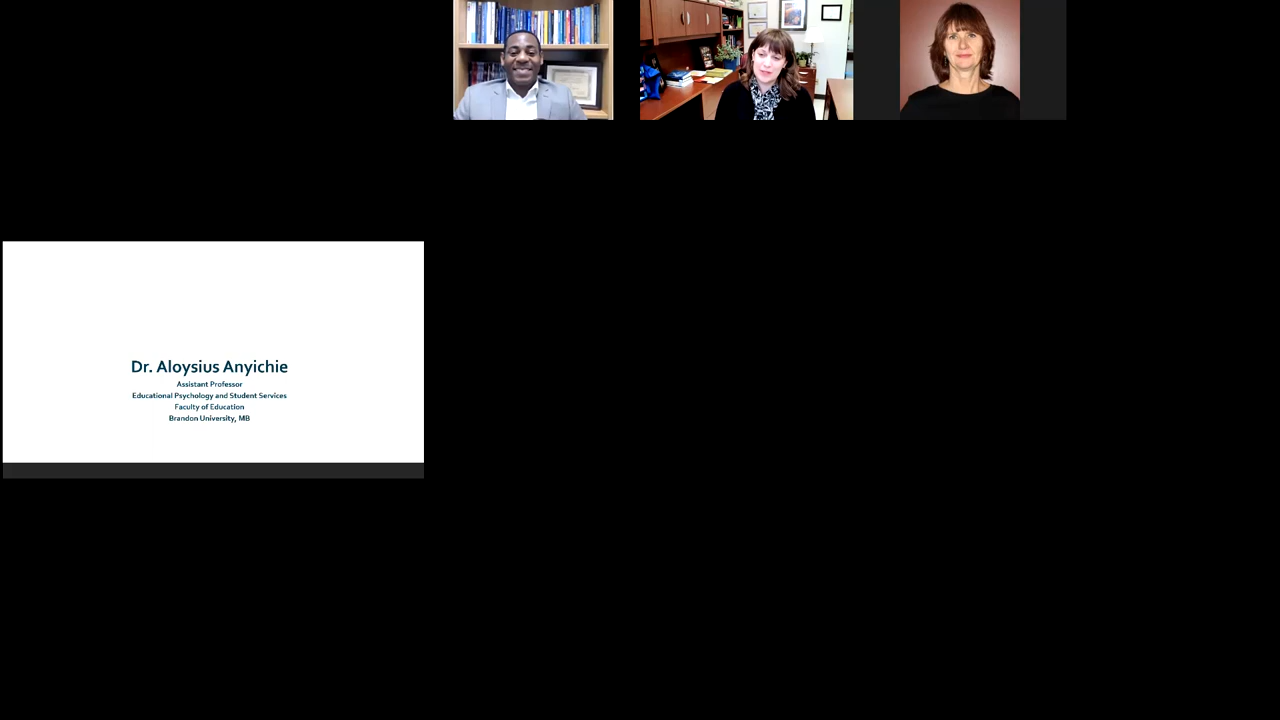 Dr. Aloysius Anyichie
Assistant Professor
Educational Psychology and Student Services
Faculty of Education
Brandon University, MB